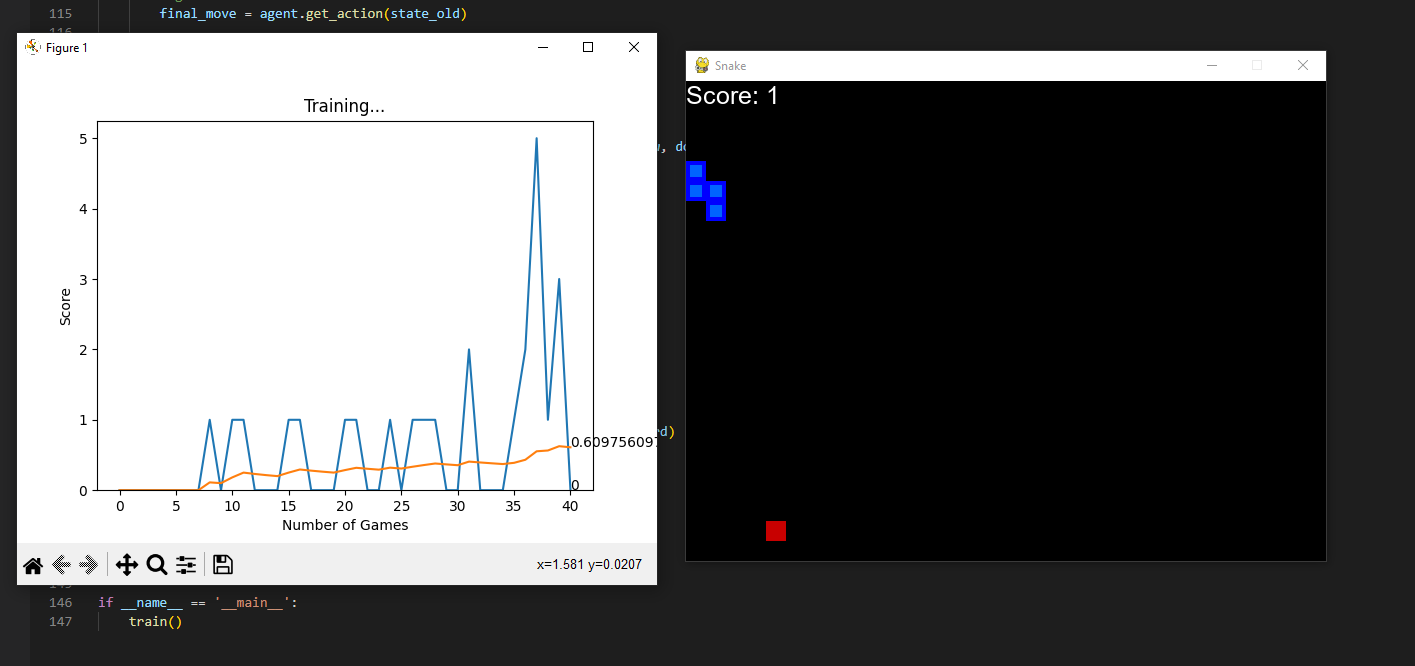 115 final_move = agent.get_action(state_old)
Figure 1
Training...
5
4
3
2
1
0
Score
0.609756097
0
0 5 10 15 20 25 30 35 40
Number of Games
x=1.581 y=0.0207
Snake
Score: 1
146 if __name__ == '__main__':
147 train()